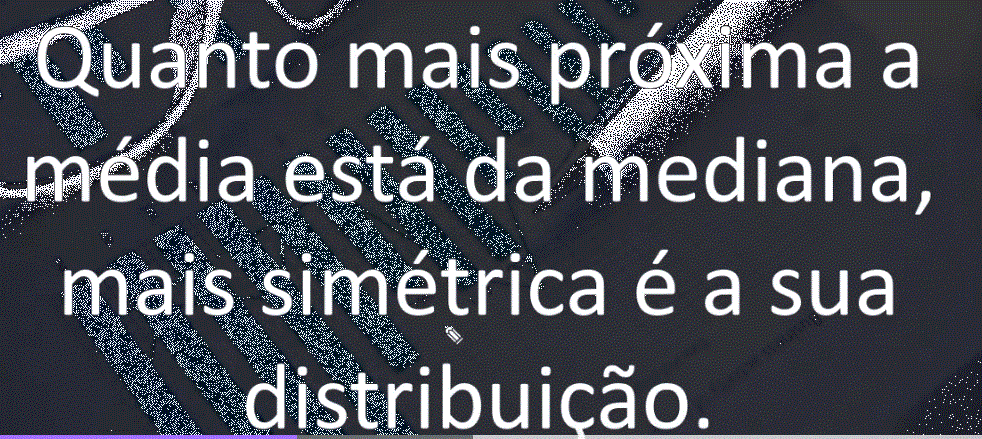 Quanto mais próxima a
média está da mediana,
mais simétrica é a sua
distribuição.